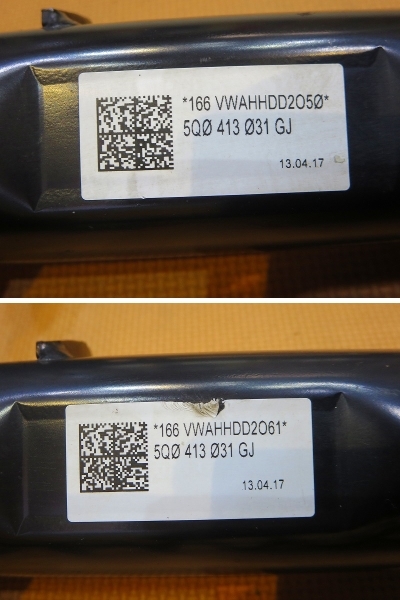 *166 VWAHHDD2O5Ø*
5QØ 413 Ø31 GJ
13.04.17
*166 VWAHHDD2O61*
5QØ 413 Ø31 GJ
13.04.17